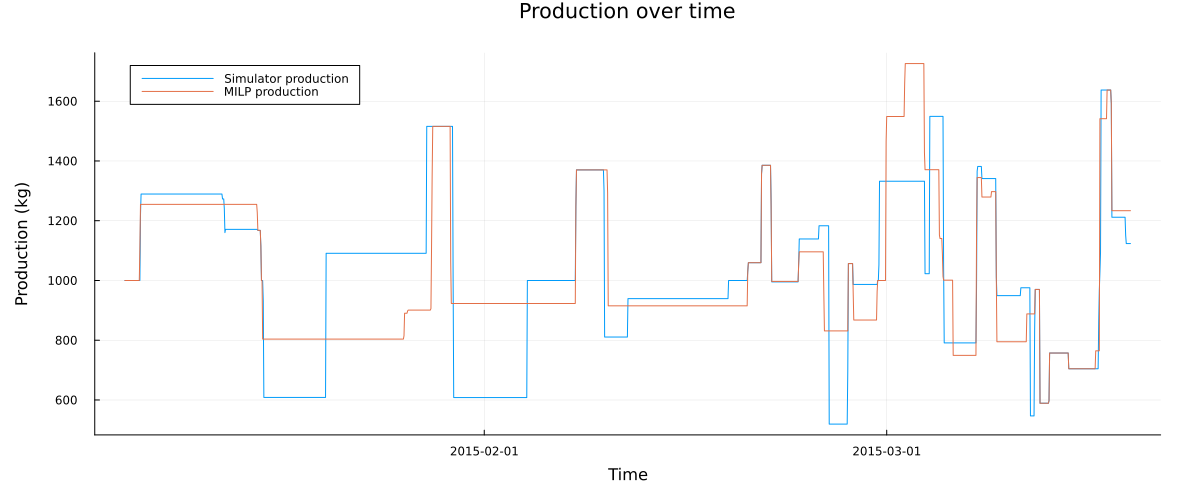 Production over time
Simulator production
MILP production
Production (kg)
1600
1400
1200
1000
800
600
2015-02-01
2015-03-01
Time